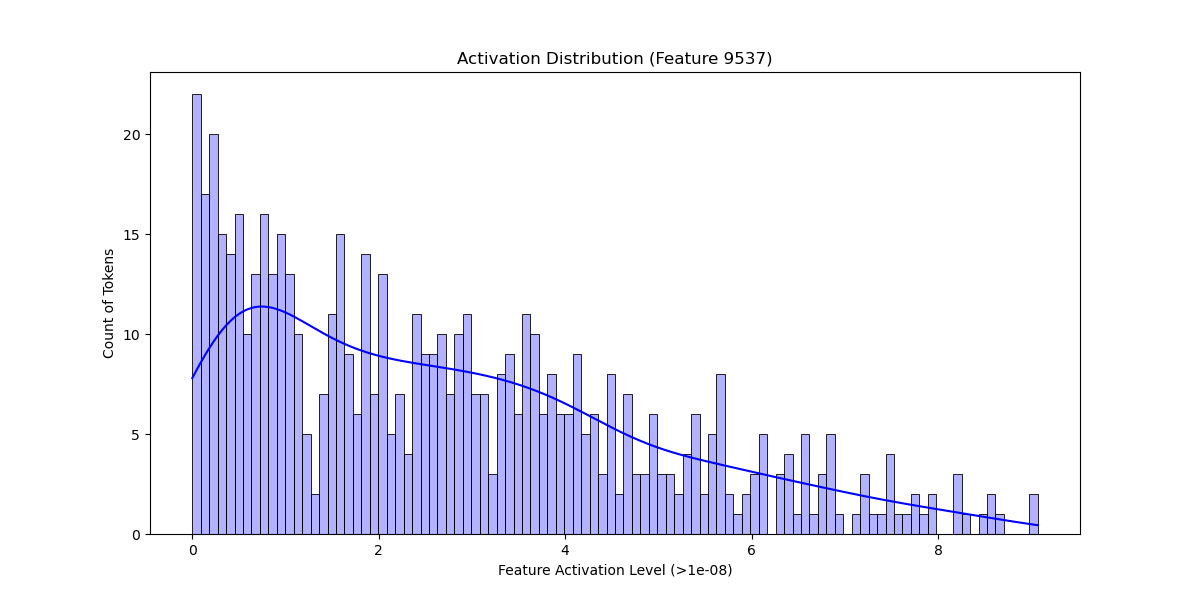 Activation Distribution (Feature 9537)
Count of Tokens
20
15
10
5
0
0 2 4 6 8
Feature Activation Level (>1e-08)